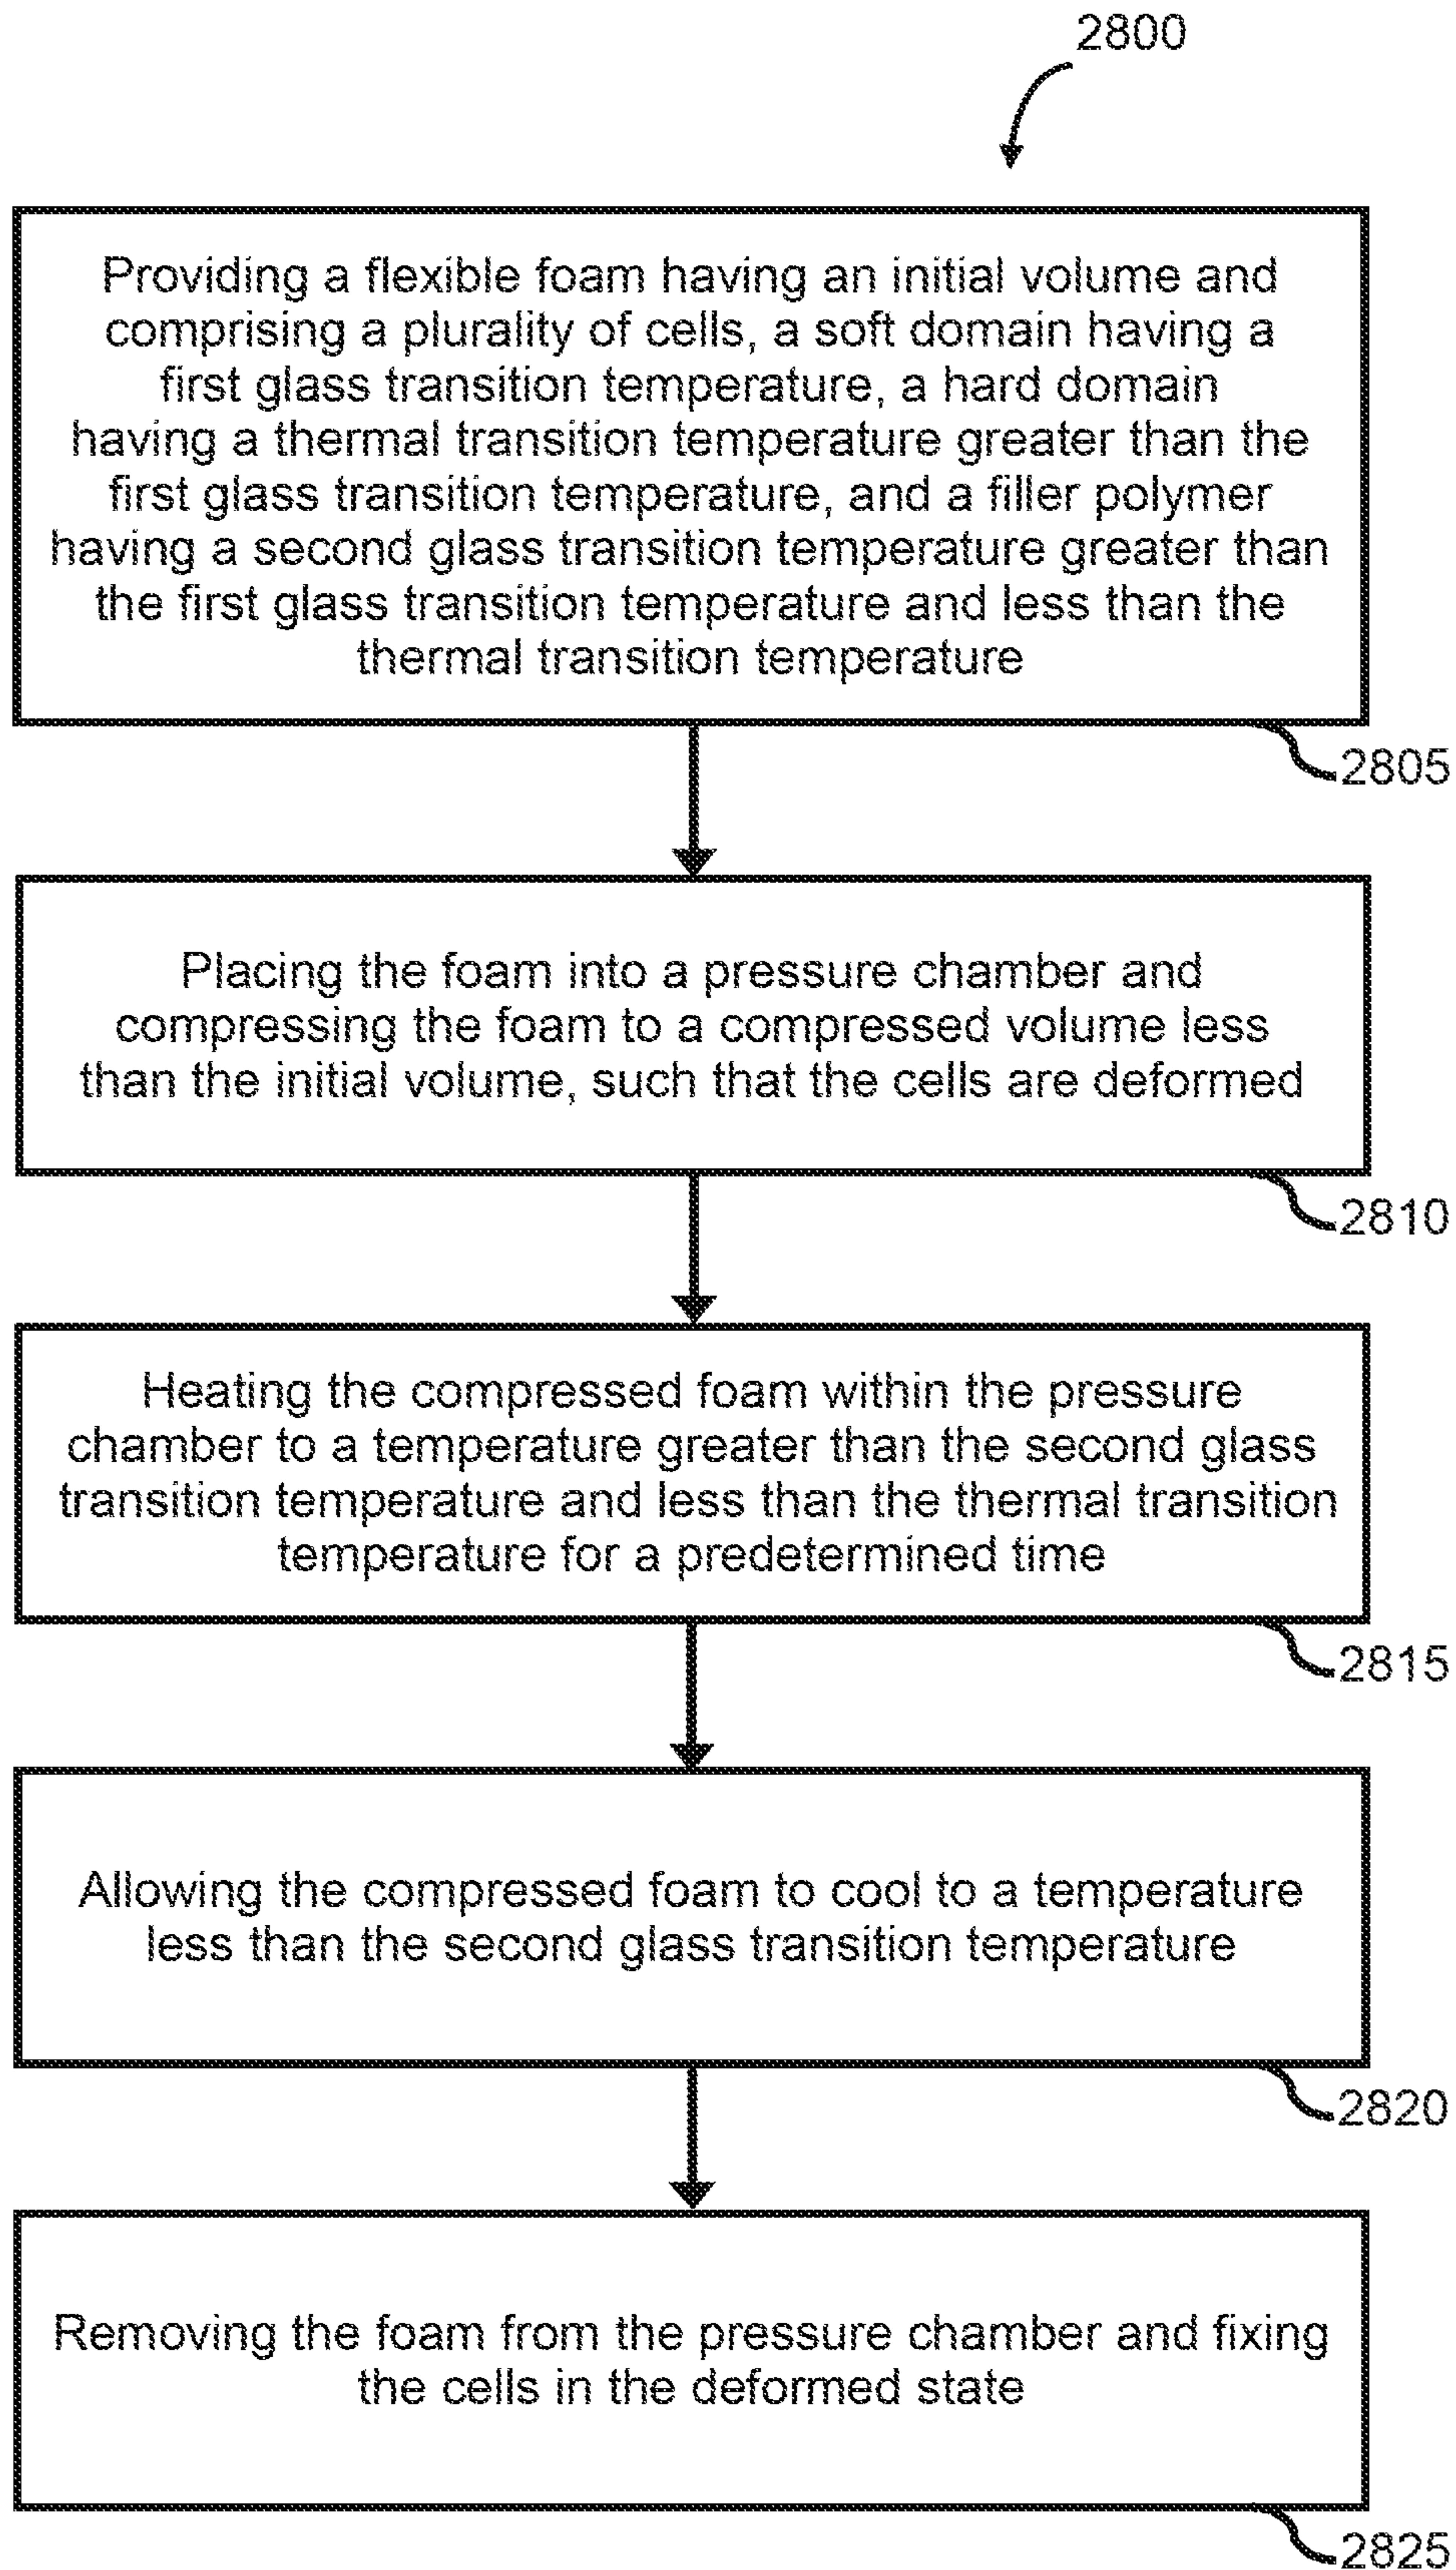 2800
Providing a flexible foam having an initial volume and
comprising a plurality of cells, a soft domain having a
first glass transition temperature, a hard domain
having a thermal transition temperature greater than the
first glass transition temperature, and a filler polymer
having a second glass transition temperature greater than
the first glass transition temperature and less than the
thermal transition temperature
2805
Placing the foam into a pressure chamber and
compressing the foam to a compressed volume less
than the initial volume, such that the cells are deformed
2810
Heating the compressed foam within the pressure
chamber to a temperature greater than the second glass
transition temperature and less than the thermal transition
temperature for a predetermined time
2815
Allowing the compressed foam to cool to a temperature
less than the second glass transition temperature
2820
Removing the foam from the pressure chamber and fixing
the cells in the deformed state
2825